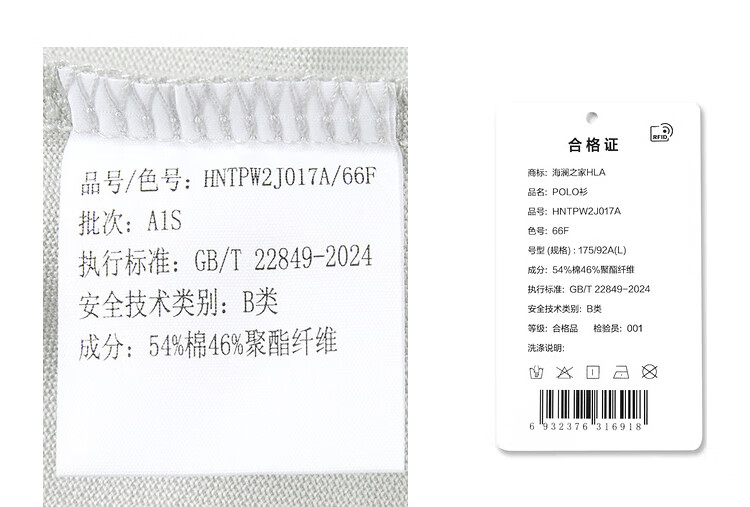 品号/色号: HNTPW2J017A/66F
批次: A1S
执行标准: GB/T 22849-2024
安全技术类别: B类
成分: 54%棉46%聚酯纤维
RFID
合格证
商标: 海澜之家HLA
品名: POLO衫
品号: HNTPW2J017A
色号: 66F
号型 (规格) : 175/92A(L)
成分: 54%棉46%聚酯纤维
执行标准: GB/T 22849-2024
安全技术类别: B类
等级: 合格品 检验员: 001
洗涤说明:
6 932376 316918